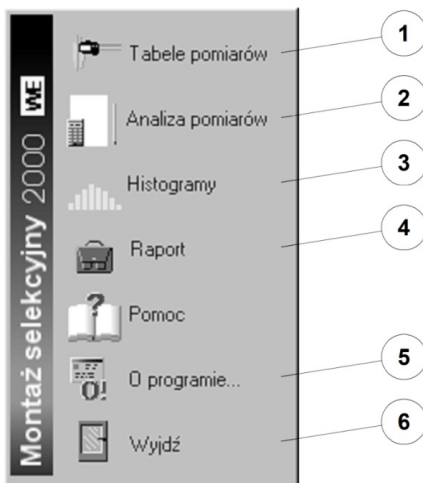 Montaż selekcyjny 2000 WE
Tabele pomiarów
1
Analiza pomiarów
2
Histogramy
3
Raport
4
Pomoc
O programie...
5
Wyjdź
6